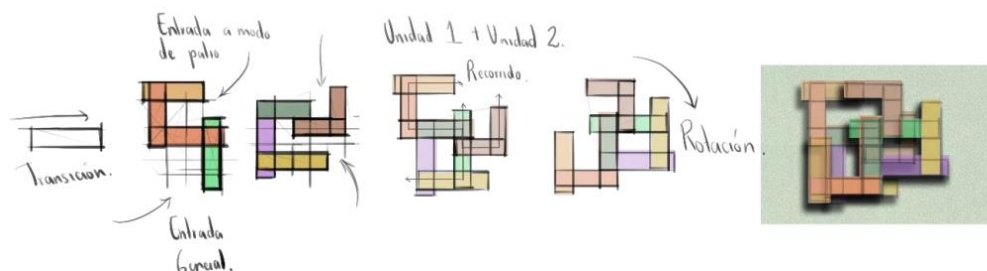 Entrada a modo
de patio
Unidad 1 + Unidad 2.
Recorrido.
Transición.
Rotación.
Entrada
General.